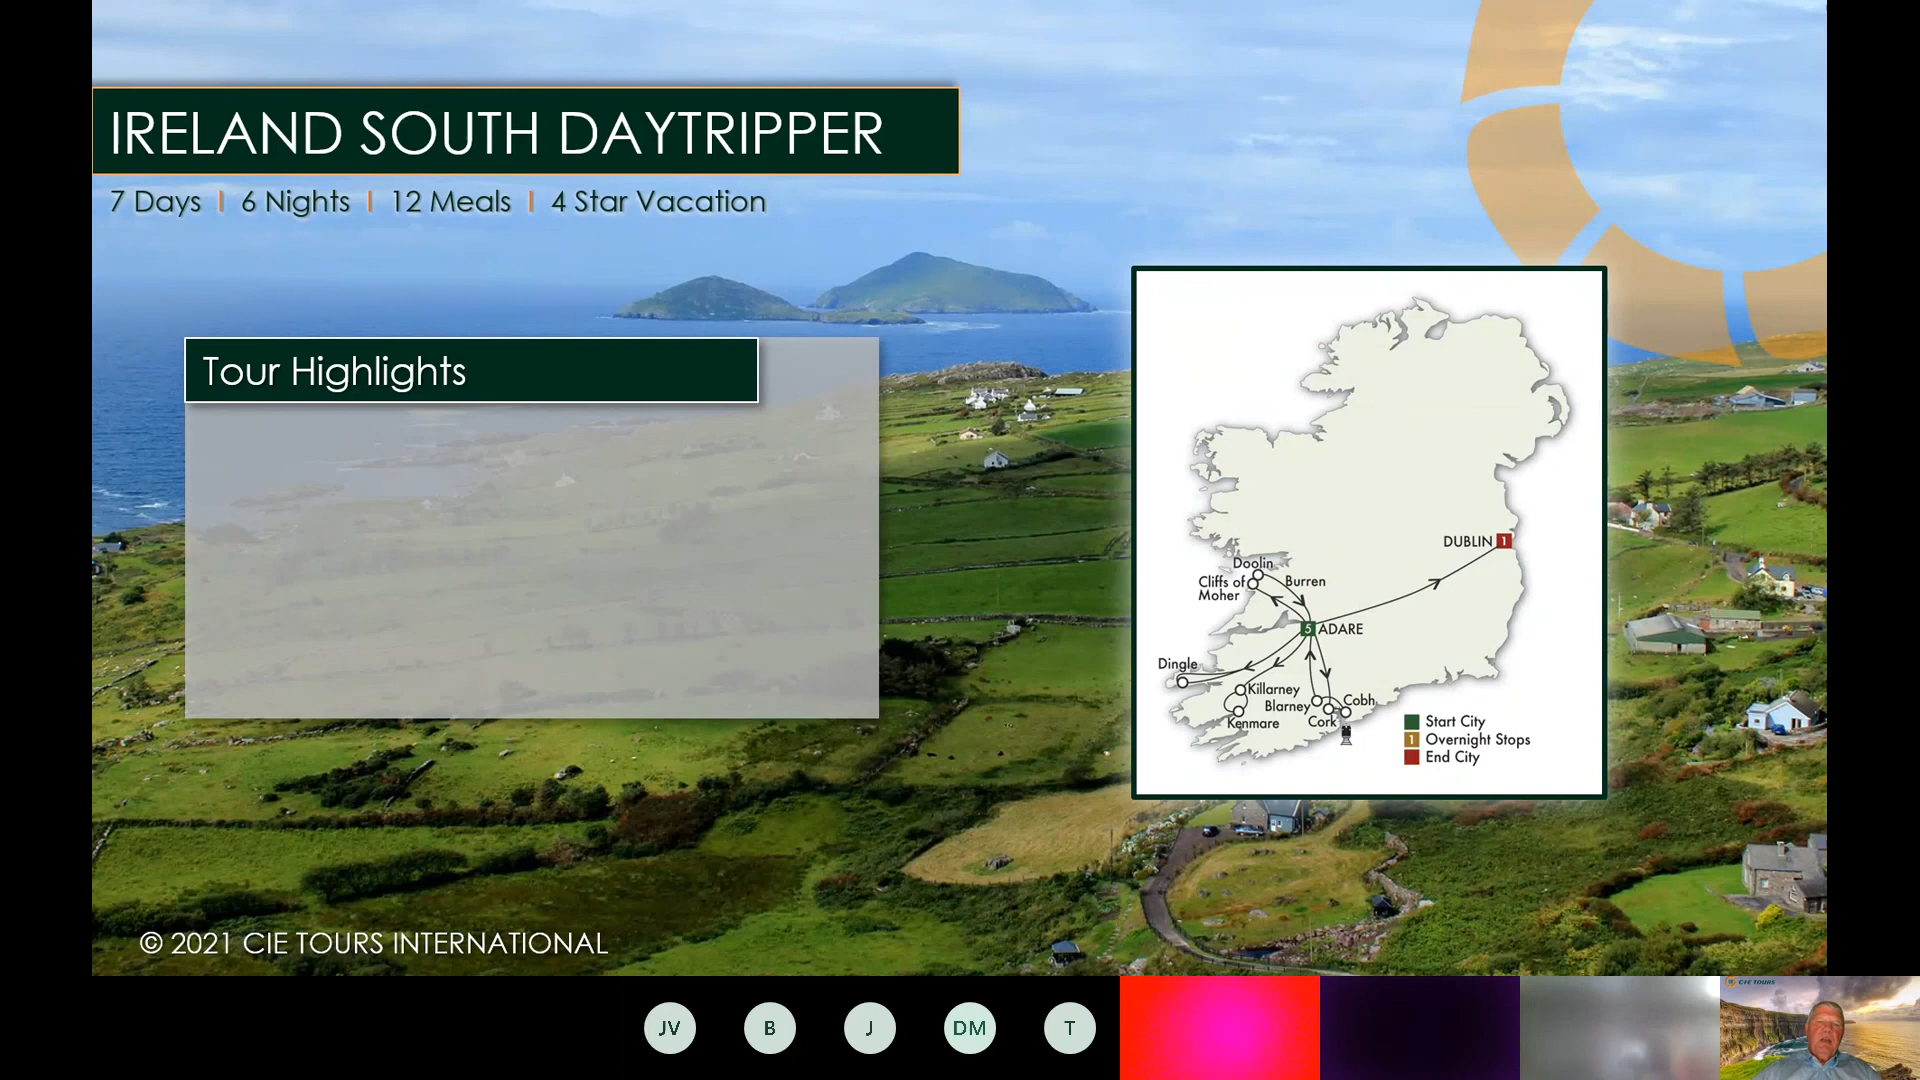 IRELAND SOUTH DAYTRIPPER
7 Days | 6 Nights | 12 Meals | 4 Star Vacation
Tour Highlights
DUBLIN 1
Doolin
Cliffs of
Moher
Burren
5 ADARE
Dingle
Killarney
Blarney
Cobh
Kenmare
Cork
Start City
1 Overnight Stops
End City
© 2021 CIE TOURS INTERNATIONAL
JV
B
J
DM
T
CIE TOURS